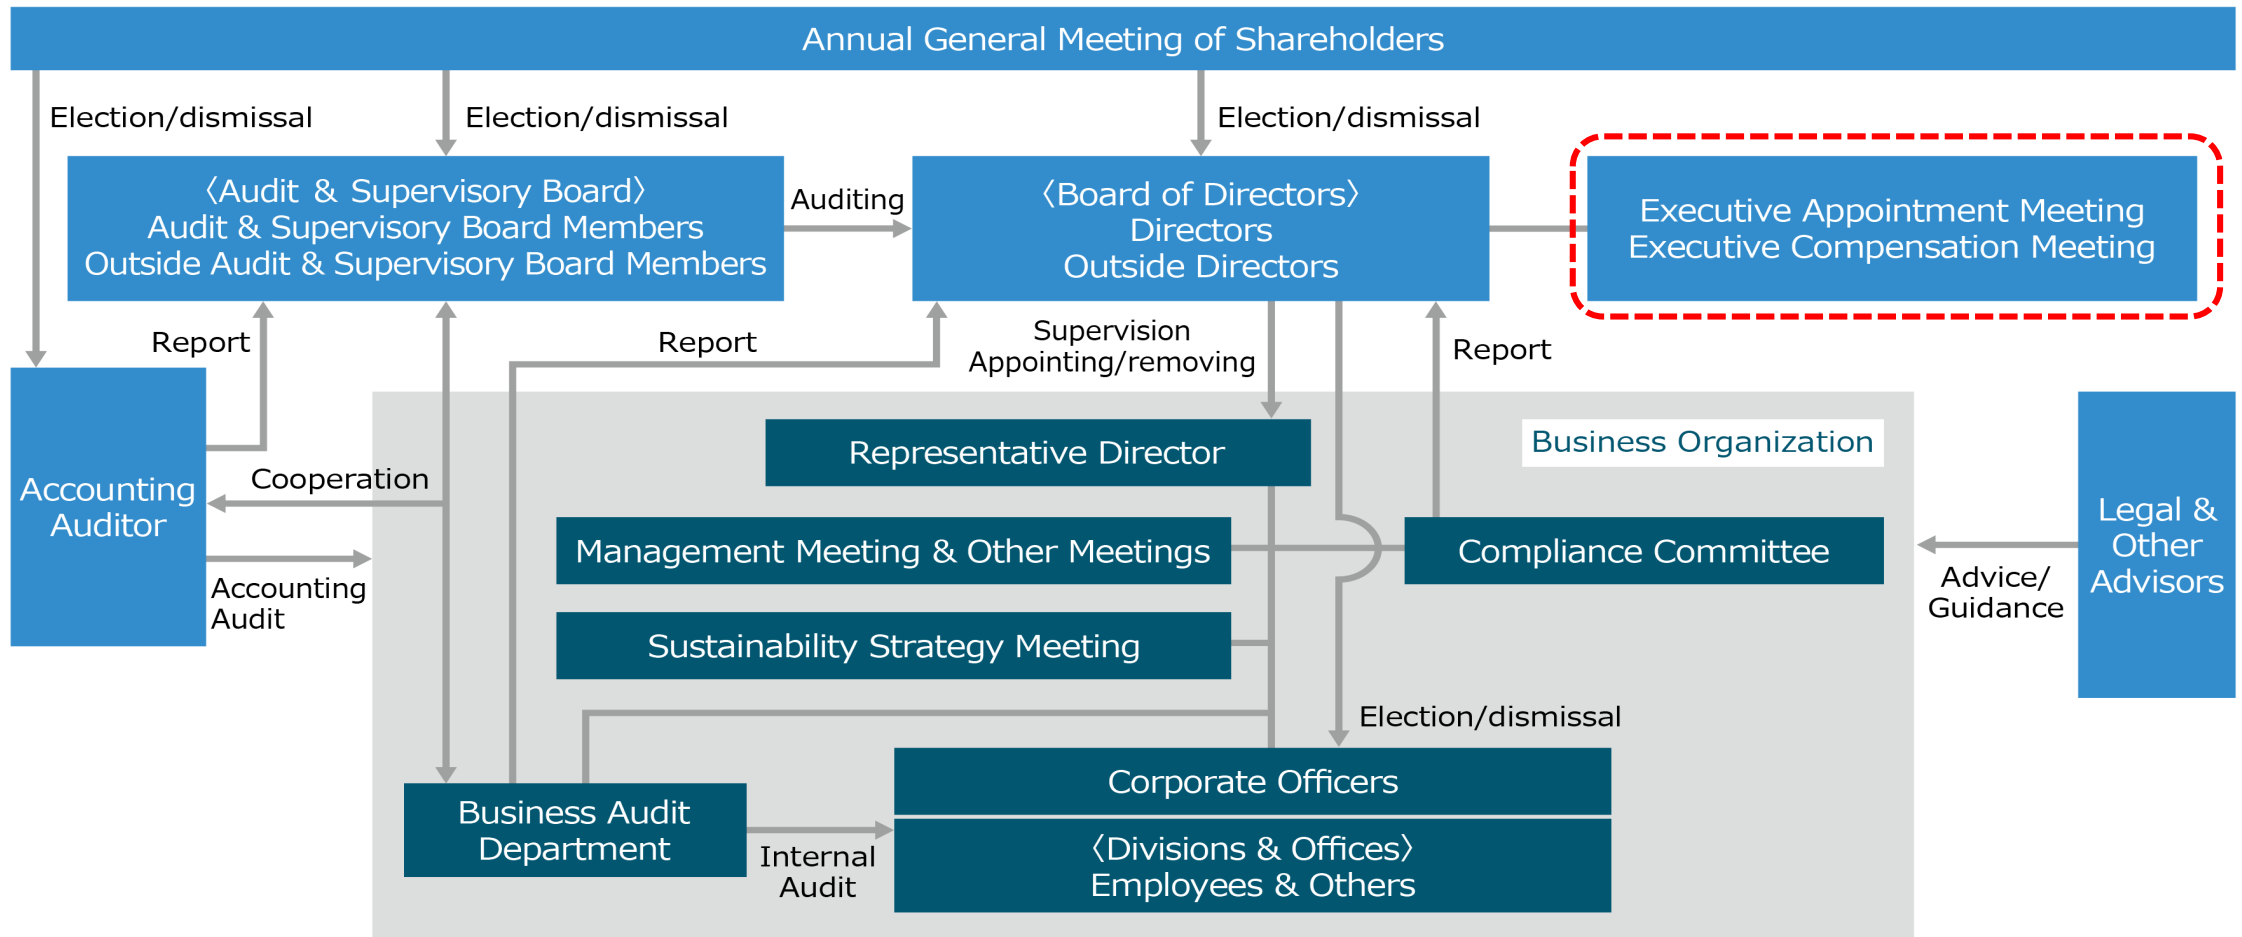 Annual General Meeting of Shareholders
Election/dismissal
Election/dismissal
Election/dismissal
〈Audit & Supervisory Board〉
Audit & Supervisory Board Members
Outside Audit & Supervisory Board Members
Auditing
〈Board of Directors〉
Directors
Outside Directors
Executive Appointment Meeting
Executive Compensation Meeting
Report
Report
Supervision
Appointing/removing
Report
Accounting
Auditor
Cooperation
Accounting
Audit
Representative Director
Business Organization
Management Meeting & Other Meetings
Compliance Committee
Sustainability Strategy Meeting
Legal &
Other
Advisors
Advice/
Guidance
Election/dismissal
Business Audit
Department
Internal
Audit
Corporate Officers
〈Divisions & Offices〉
Employees & Others